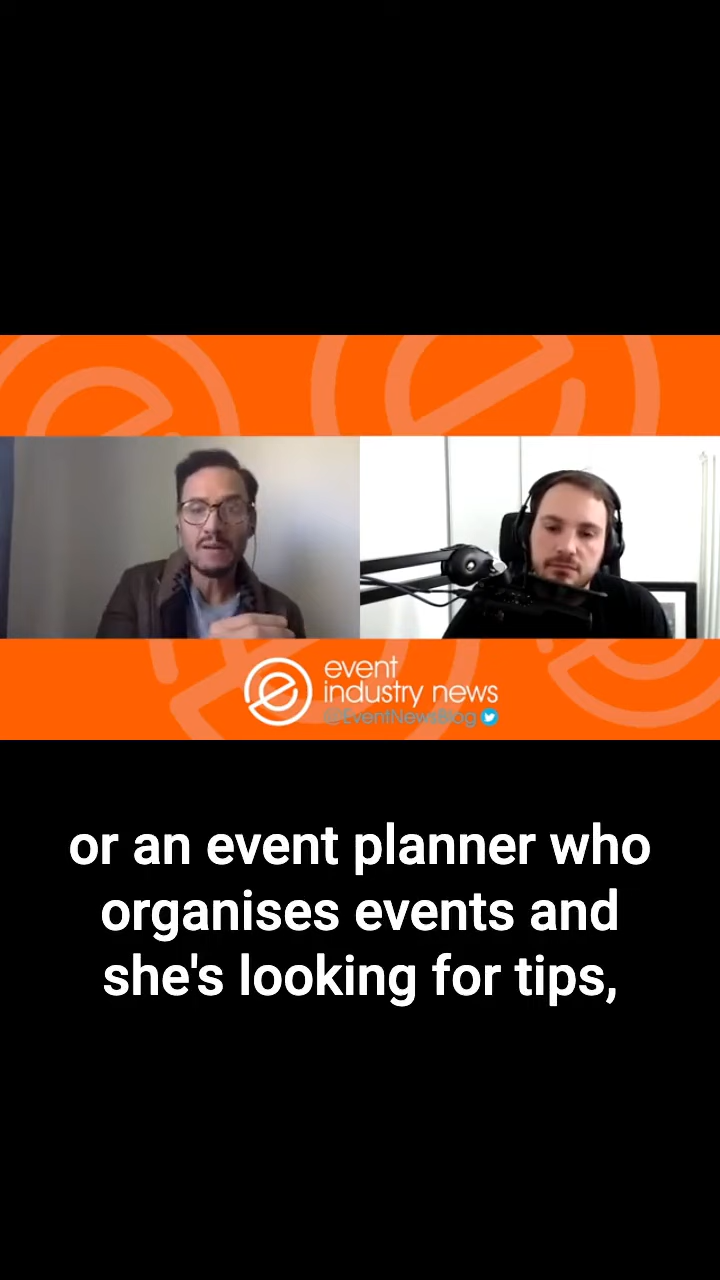 event
industry news
@EventNewsBlog
or an event planner who
organises events and
she's looking for tips,